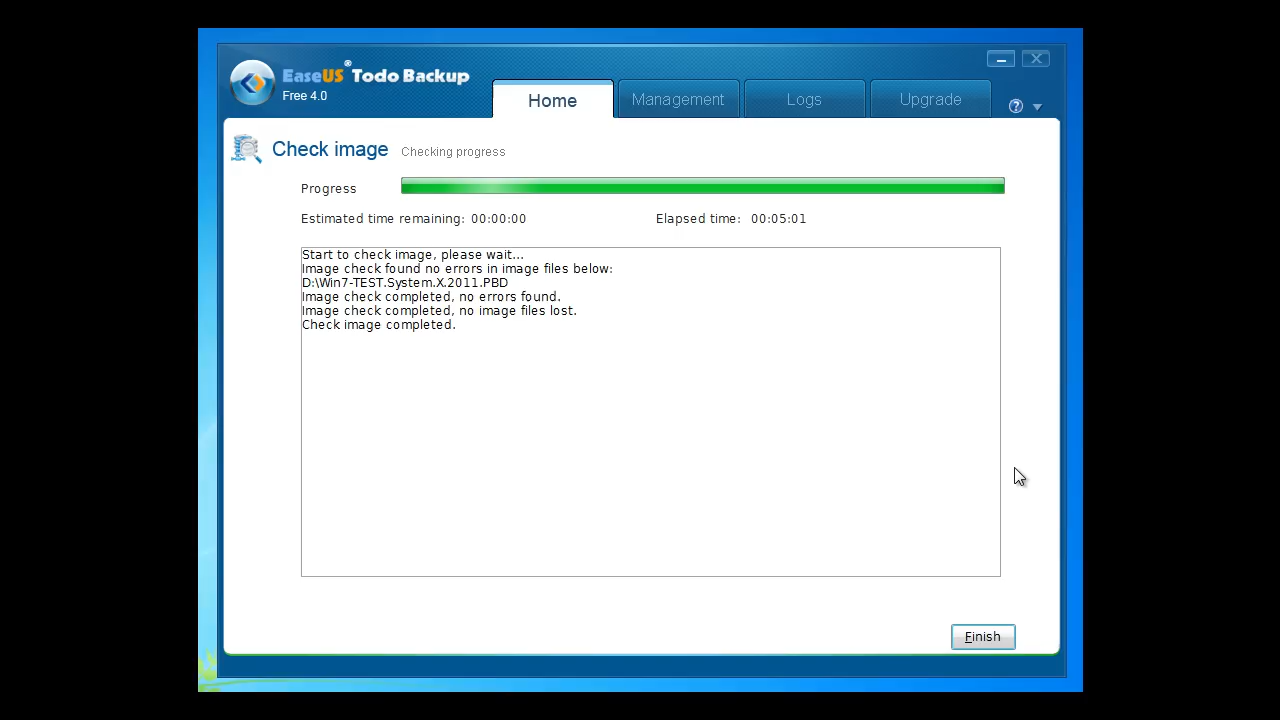 EaseUS® Todo Backup
Free 4.0
Home
Management
Logs
Upgrade
Check image
Checking progress
Progress
Estimated time remaining: 00:00:00
Elapsed time: 00:05:01
Start to check image, please wait...
Image check found no errors in image files below:
D:\Win7-TEST.System.X.2011.PBD
Image check completed, no errors found.
Image check completed, no image files lost.
Check image completed.
Finish